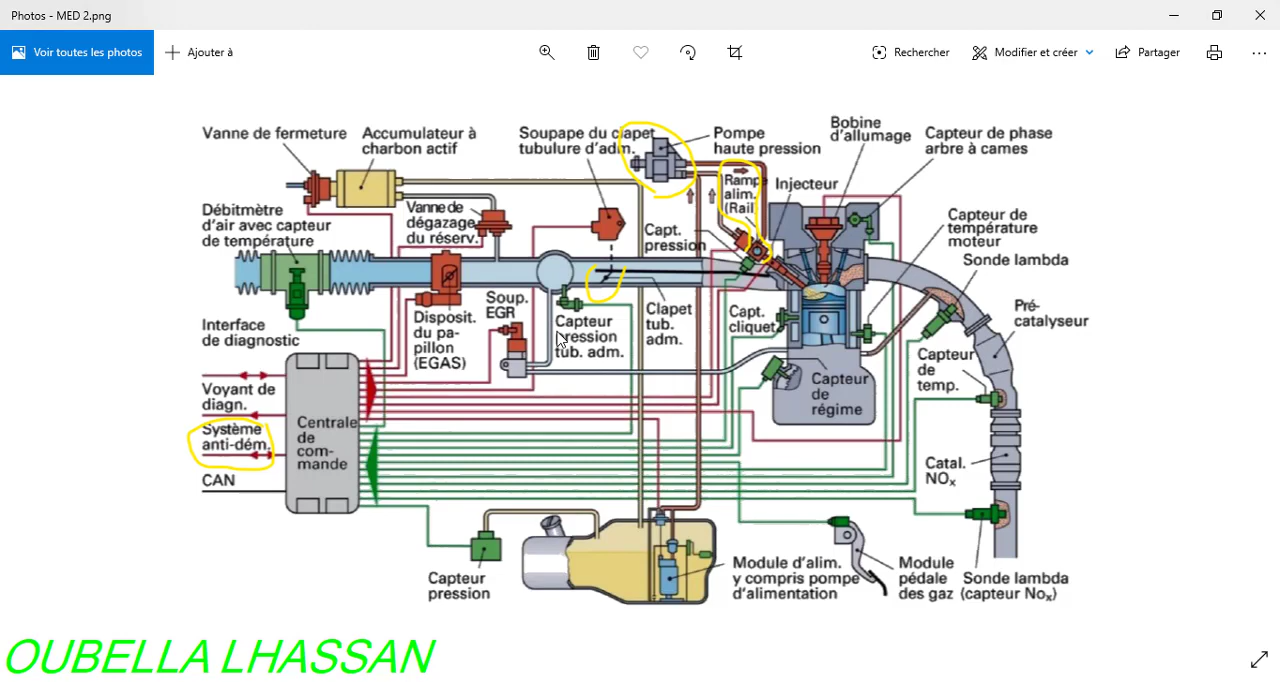 Photos - MED 2.png
Voir toutes les photos
Ajouter à
Rechercher
Modifier et créer
Partager
Vanne de fermeture
Accumulateur à
charbon actif
Soupape du clapet
tubulure d'adm.
Pompe
haute pression
Bobine
d'allumage
Capteur de phase
arbre à cames
Rampe
alim.
(Rail)
Injecteur
Débitmètre
d'air avec capteur
de température
Vanne de
dégazage
du réserv.
Capt.
pression
Capteur de
température
moteur
Sonde lambda
Interface
de diagnostic
Disposit.
du pa-
pillon
(EGAS)
Soup.
EGR
Capteur
pression
tub. adm.
Clapet
tub.
adm.
Capt.
cliquet
Pré-
catalyseur
Capteur
de
temp.
Voyant de
diagn.
Système
anti-dém.
CAN
Centrale
de
com-
mande
Capteur
de
régime
Catal.
NOx
Capteur
pression
Module d'alim.
y compris pompe
d'alimentation
Module
pédale
des gaz
Sonde lambda
(capteur Nox)
OUBELLA LHASSAN